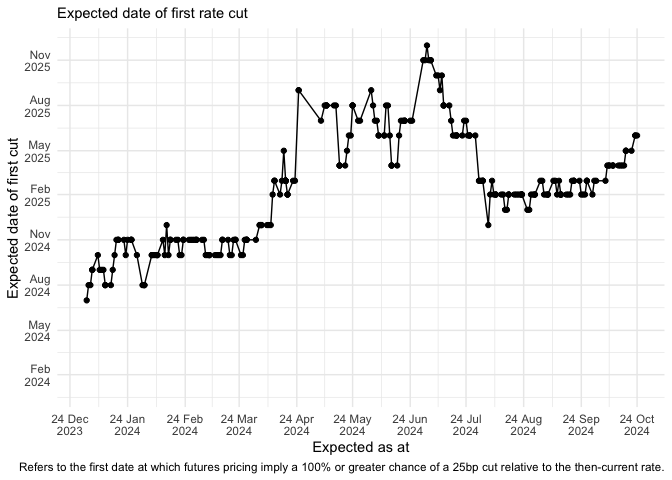 Expected date of first rate cut
Expected date of first cut
Nov
2025
Aug
2025
May
2025
Feb
2025
Nov
2024
Aug
2024
May
2024
Feb
2024
24 Dec 24 Jan 24 Feb 24 Mar 24 Apr 24 May 24 Jun 24 Jul 24 Aug 24 Sep 24 Oct
2023 2024 2024 2024 2024 2024 2024 2024 2024 2024 2024
Expected as at
Refers to the first date at which futures pricing imply a 100% or greater chance of a 25bp cut relative to the then-current rate.